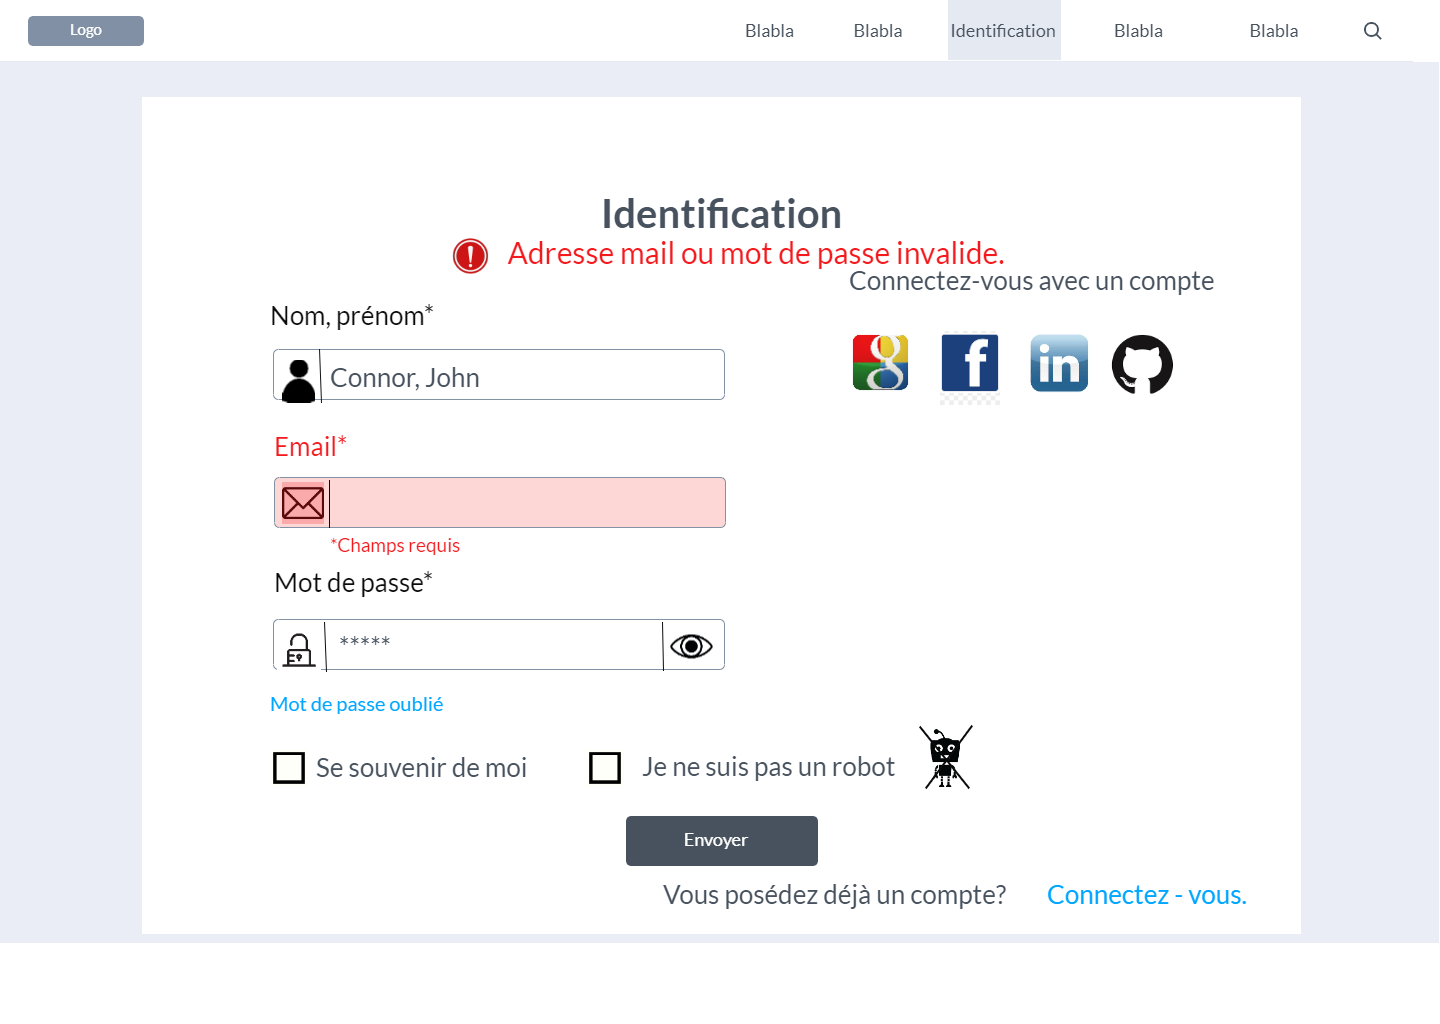 Logo
Blabla
Blabla
Identification
Blabla
Blabla
Identification
Adresse mail ou mot de passe invalide.
Connectez-vous avec un compte
Nom, prénom*
Connor, John
Email*
*Champs requis
Mot de passe*
*****
Mot de passe oublié
Se souvenir de moi
Je ne suis pas un robot
Envoyer
Vous posédez déjà un compte? Connectez - vous.